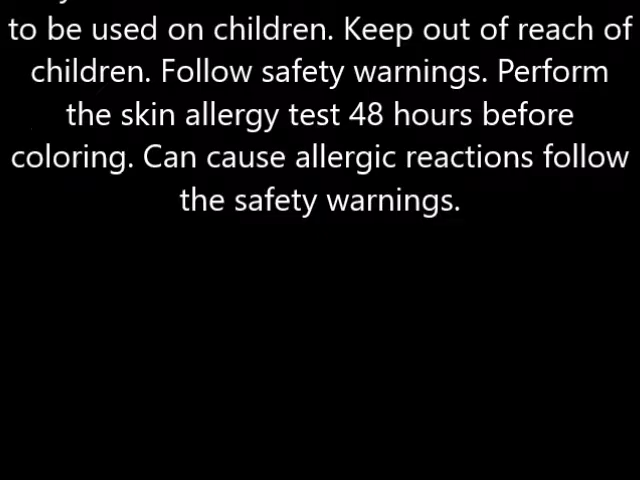 to be used on children. Keep out of reach of
children. Follow safety warnings. Perform
the skin allergy test 48 hours before
coloring. Can cause allergic reactions follow
the safety warnings.